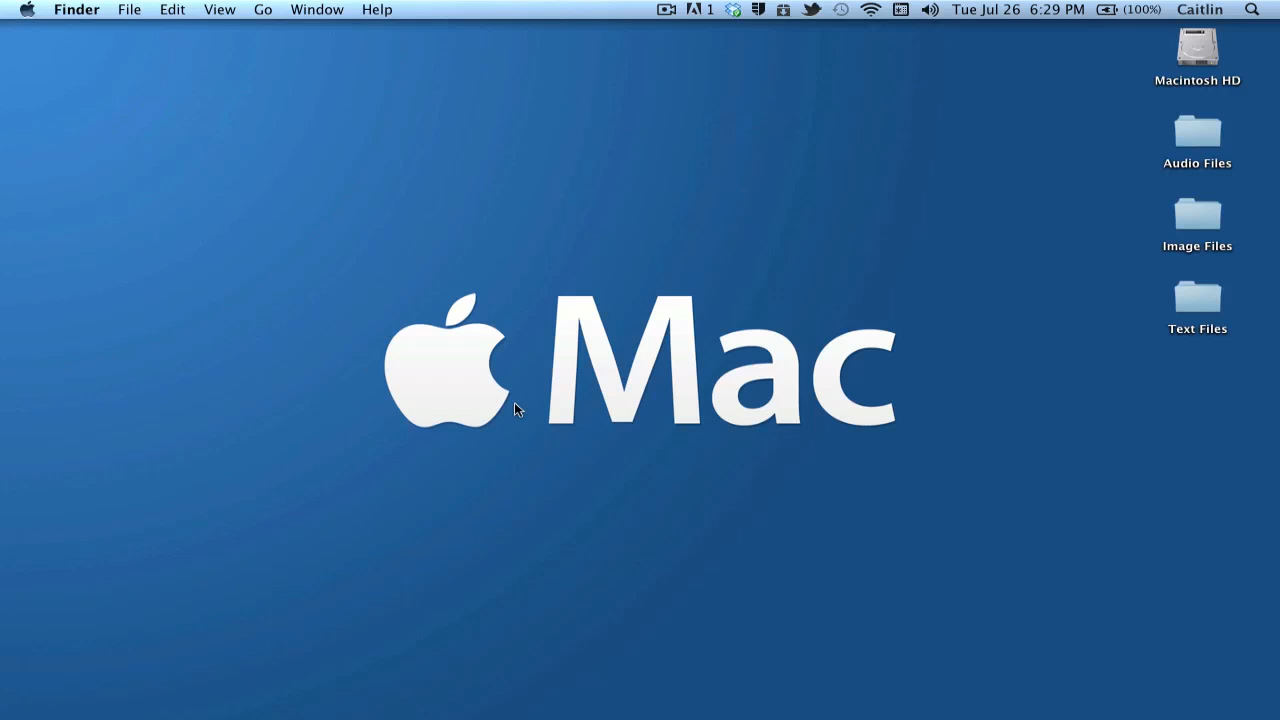 Finder File Edit View Go Window Help 1 Tue Jul 26 6:29 PM (100%) Caitlin
Macintosh HD
Audio Files
Image Files
Text Files
Mac